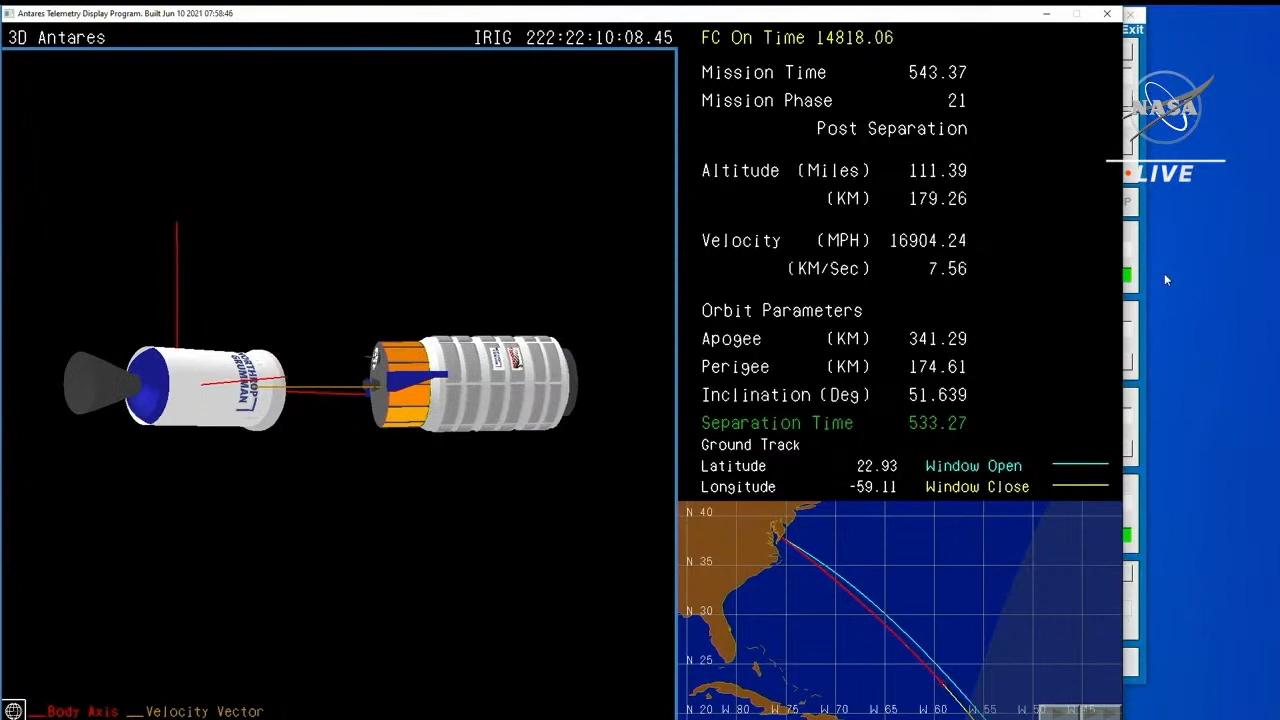 Antares Telemetry Display Program. Built Jun 10 2021 07:58:46
Exit
3D Antares
IRIG 222:22:10:08.45
FC On Time 14818.06
Mission Time 543.37
Mission Phase 21
Post Separation
Altitude (Miles) 111.39
(KM) 179.26
Velocity (MPH) 16904.24
(KM/Sec) 7.56
Orbit Parameters
Apogee (KM) 341.29
Perigee (KM) 174.61
Inclination (Deg) 51.639
Separation Time 533.27
Ground Track
Latitude 22.93 Window Open
Longitude -59.11 Window Close
NASA
LIVE
P
NORTHROP
GRUMMAN
N 40
N 35
N 30
N 25
N 20 W 80 W 75 W 70 W 65 W 60 W 55 W 50 W 45
Body Axis Velocity Vector